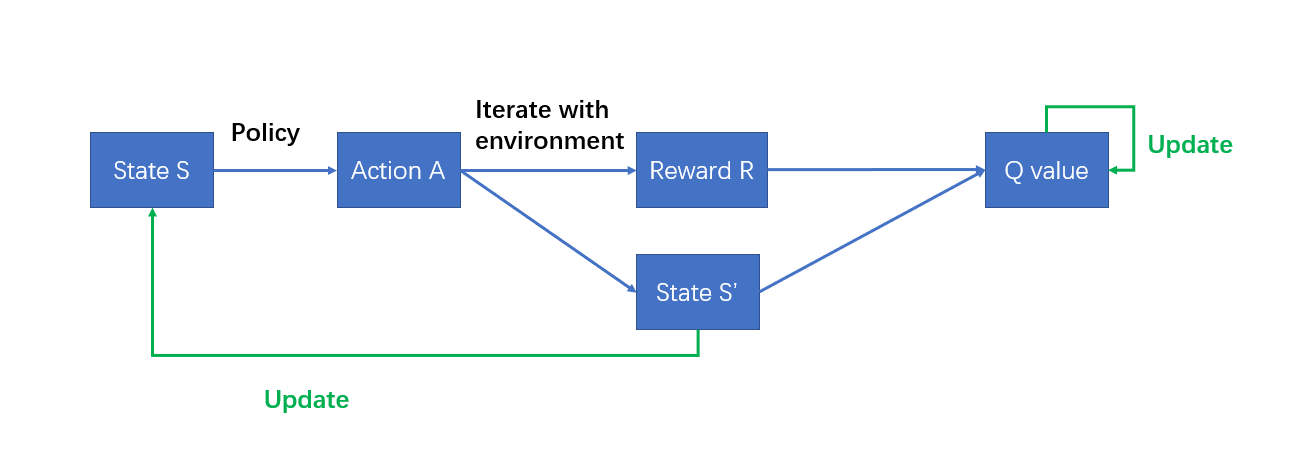 Policy
Iterate with
environment
State S
Action A
Reward R
Q value
Update
State S’
Update